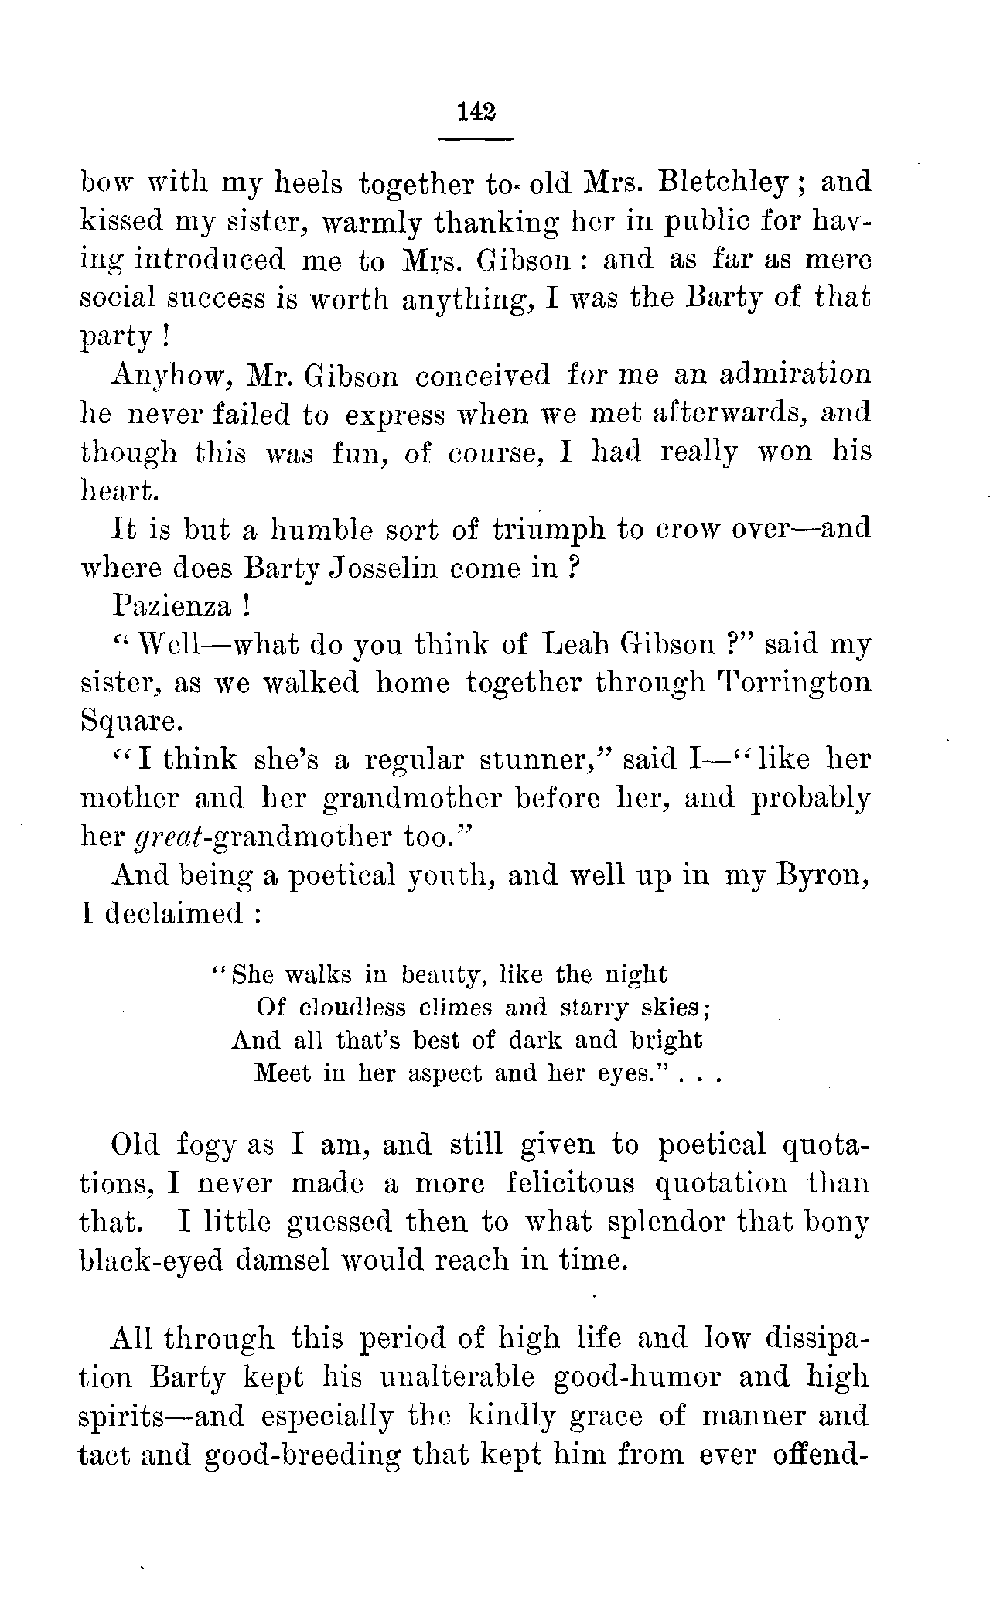 142
bow with my heels together to old Mrs. Bletchley; and
kissed my sister, warmly thanking her in public for hav-
ing introduced me to Mrs. Gibson: and as far as mere
social success is worth anything, I was the Barty of that
party!
Anyhow, Mr. Gibson conceived for me an admiration
he never failed to express when we met afterwards, and
though this was fun, of course, I had really won his
heart.
It is but a humble sort of triumph to crow over—and
where does Barty Josselin come in?
Pazienza!
“Well—what do you think of Leah Gibson?” said my
sister, as we walked home together through Torrington
Square.
“I think she’s a regular stunner,” said I—“like her
mother and her grandmother before her, and probably
her great-grandmother too.”
And being a poetical youth, and well up in my Byron,
I declaimed:
“She walks in beauty, like the night
Of cloudless climes and starry skies;
And all that’s best of dark and bright
Meet in her aspect and her eyes.” . . .
Old fogy as I am, and still given to poetical quota-
tions, I never made a more felicitous quotation than
that. I little guessed then to what splendor that bony
black-eyed damsel would reach in time.
All through this period of high life and low dissipa-
tion Barty kept his unalterable good-humor and high
spirits—and especially the kindly grace of manner and
tact and good-breeding that kept him from ever offend-